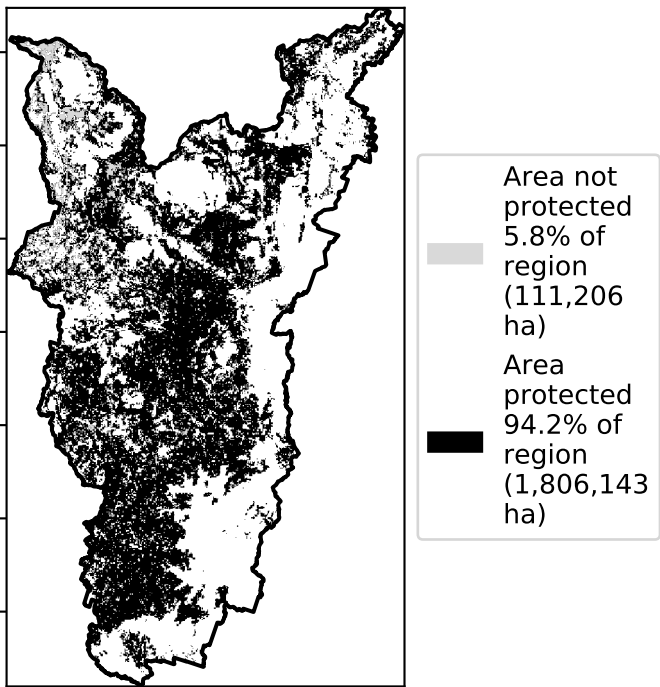 Area not
protected
5.8% of
region
(111,206
ha)
Area
protected
94.2% of
region
(1,806,143
ha)